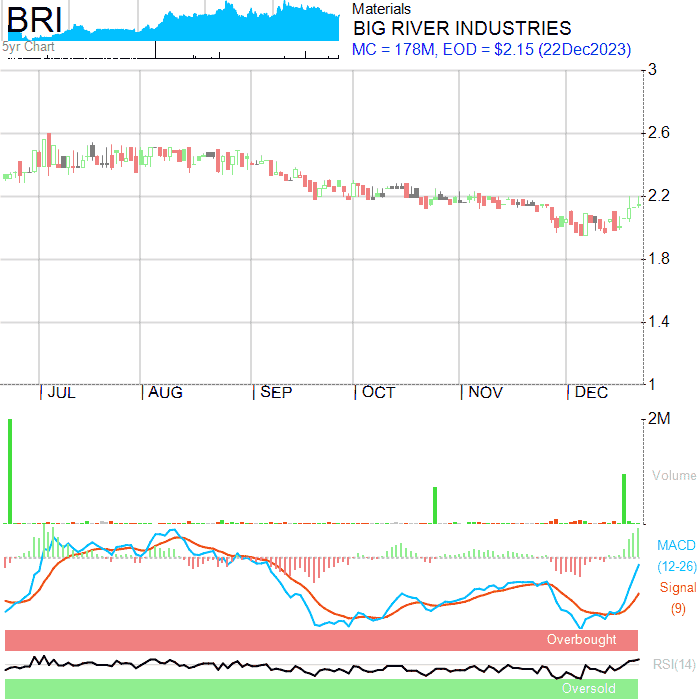 BRI
5yr Chart
Materials
BIG RIVER INDUSTRIES
MC = 178M, EOD = $2.15 (22Dec2023)
3
2.6
2.2
1.8
1.4
1
JUL AUG SEP OCT NOV DEC
2M
Volume
MACD
(12-26)
Signal
(9)
Overbought
RSI(14)
Oversold